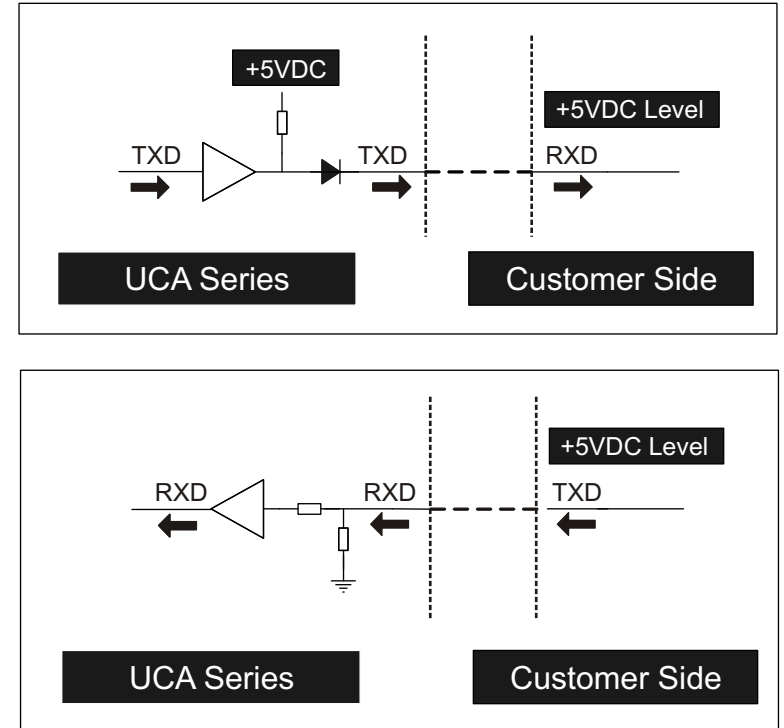 +5VDC
+5VDC Level
TXD TXD RXD
UCA Series Customer Side
+5VDC Level
RXD RXD TXD
UCA Series Customer Side